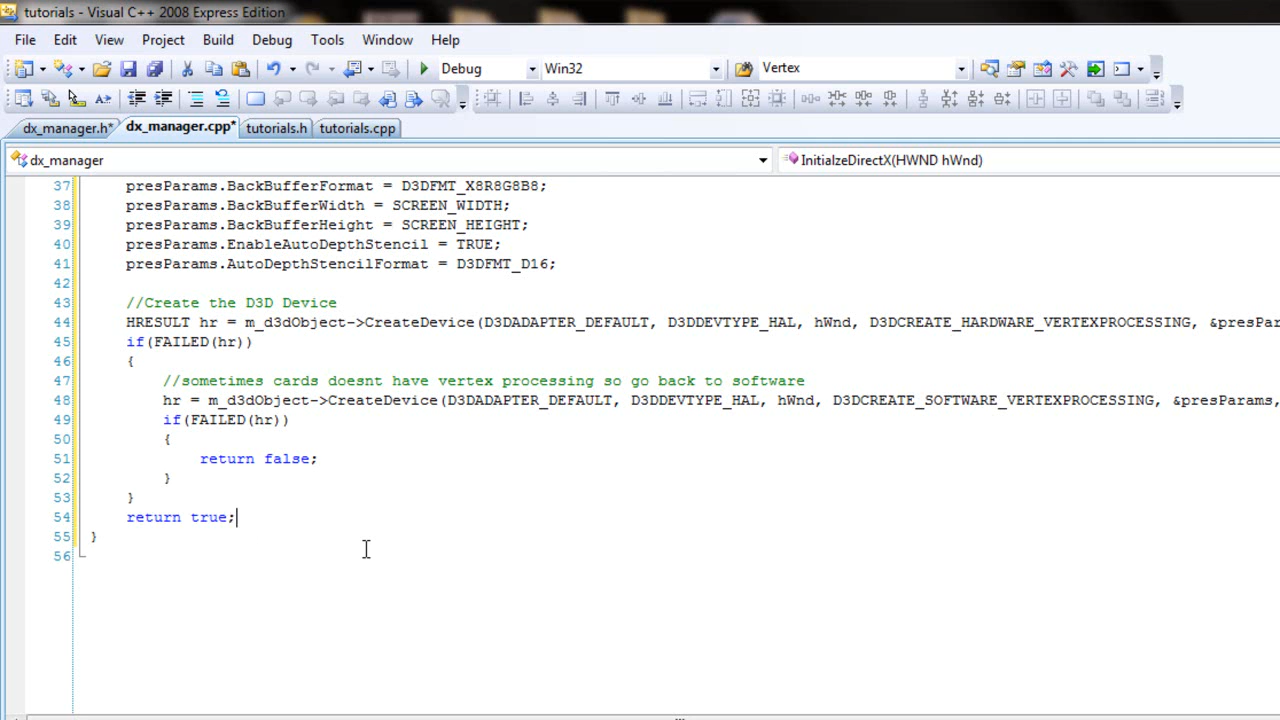 tutorials - Visual C++ 2008 Express Edition
File Edit View Project Build Debug Tools Window Help
Debug Win32 Vertex
dx_manager.h* dx_manager.cpp* tutorials.h tutorials.cpp
dx_manager InitialzeDirectX(HWND hWnd)
37 presParams.BackBufferFormat = D3DFMT_X8R8G8B8;
38 presParams.BackBufferWidth = SCREEN_WIDTH;
39 presParams.BackBufferHeight = SCREEN_HEIGHT;
40 presParams.EnableAutoDepthStencil = TRUE;
41 presParams.AutoDepthStencilFormat = D3DFMT_D16;
42
43 //Create the D3D Device
44 HRESULT hr = m_d3dObject->CreateDevice(D3DADAPTER_DEFAULT, D3DDEVTYPE_HAL, hWnd, D3DCREATE_HARDWARE_VERTEXPROCESSING, &presPar
45 if(FAILED(hr))
46 {
47 //sometimes cards doesnt have vertex processing so go back to software
48 hr = m_d3dObject->CreateDevice(D3DADAPTER_DEFAULT, D3DDEVTYPE_HAL, hWnd, D3DCREATE_SOFTWARE_VERTEXPROCESSING, &presParams,
49 if(FAILED(hr))
50 {
51 return false;
52 }
53 }
54 return true;
55 }
56